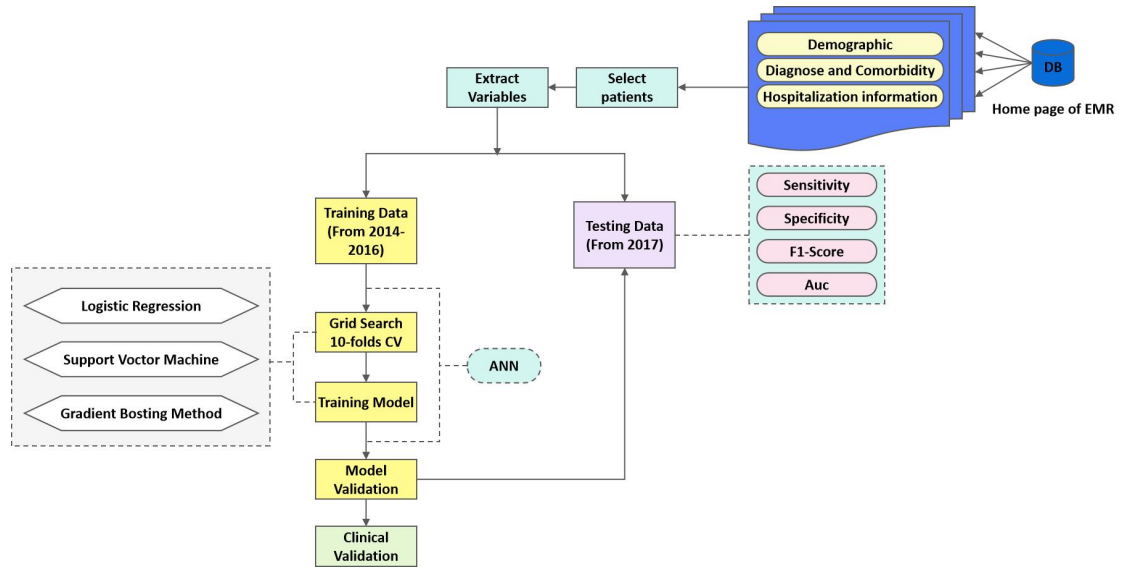 Demographic
Diagnose and Comorbidity
Hospitalization information
DB
Home page of EMR
Extract
Variables
Select
patients
Training Data
(From 2014-
2016)
Testing Data
(From 2017)
Sensitivity
Specificity
F1-Score
Auc
Logistic Regression
Support Voctor Machine
Gradient Bosting Method
Grid Search
10-folds CV
Training Model
ANN
Model
Validation
Clinical
Validation